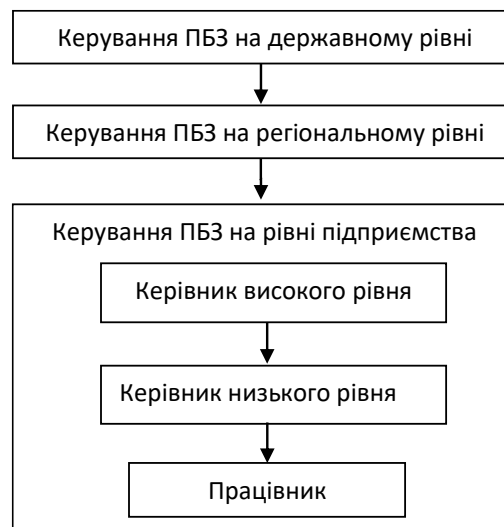 Керування ПБЗ на державному рівні
Керування ПБЗ на регіональному рівні
Керування ПБЗ на рівні підприємства
Керівник високого рівня
Керівник низького рівня
Працівник